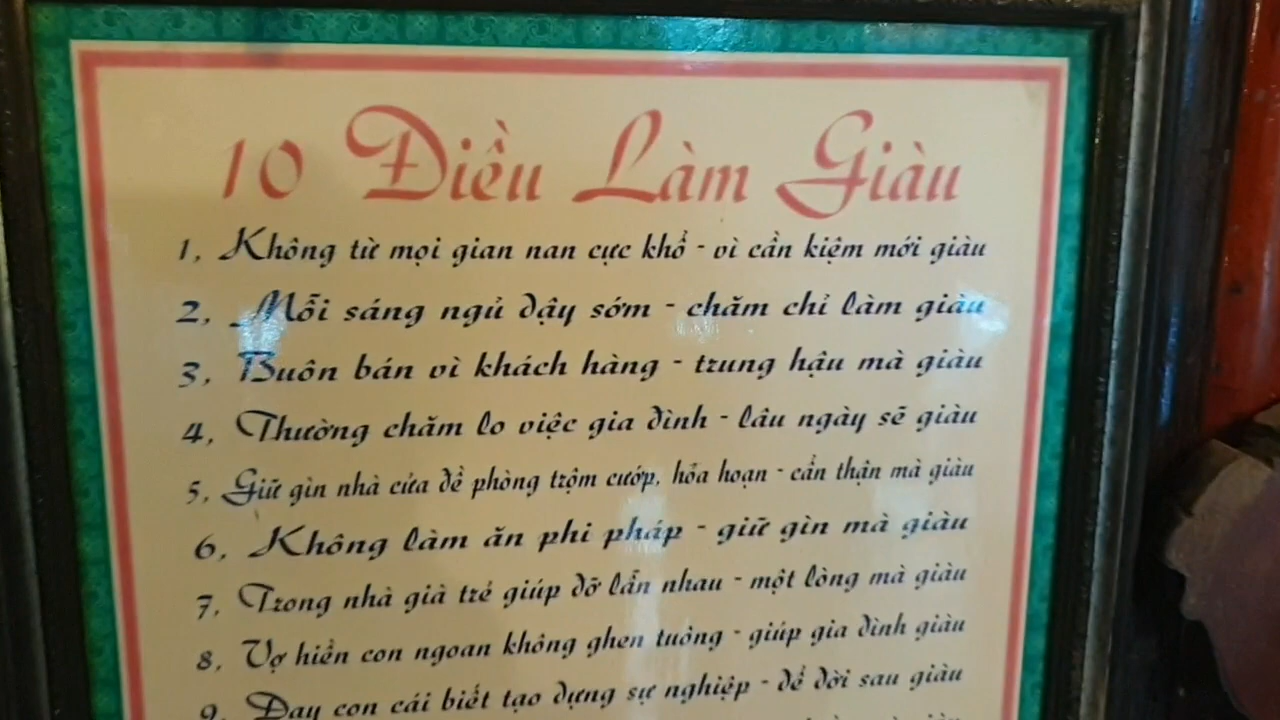 10 Điều Làm Giàu
1, Không từ mọi gian nan cực khổ - vì cần kiệm mới giàu
2, Mỗi sáng ngủ dậy sớm - chăm chỉ làm giàu
3, Buôn bán vì khách hàng - trung hậu mà giàu
4, Thường chăm lo việc gia đình - lâu ngày sẽ giàu
5, Giữ gìn nhà cửa đề phòng trộm cướp, hỏa hoạn - cẩn thận mà giàu
6, Không làm ăn phi pháp - giữ gìn mà giàu
7, Trong nhà già trẻ giúp đỡ lẫn nhau - một lòng mà giàu
8, Vợ hiền con ngoan không ghen tuông - giúp gia đình giàu
9, Dạy con cái biết tạo dựng sự nghiệp - để đời sau giàu